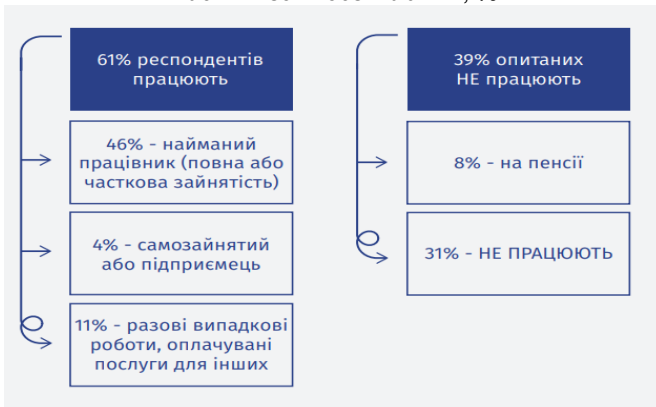 61% респондентів
працюють
46% - найманий
працівник (повна або
часткова зайнятість)
4% - самозайнятий
або підприємець
11% - разові випадкові
роботи, оплачувані
послуги для інших
39% опитаних
НЕ працюють
8% - на пенсії
31% - НЕ ПРАЦЮЮТЬ